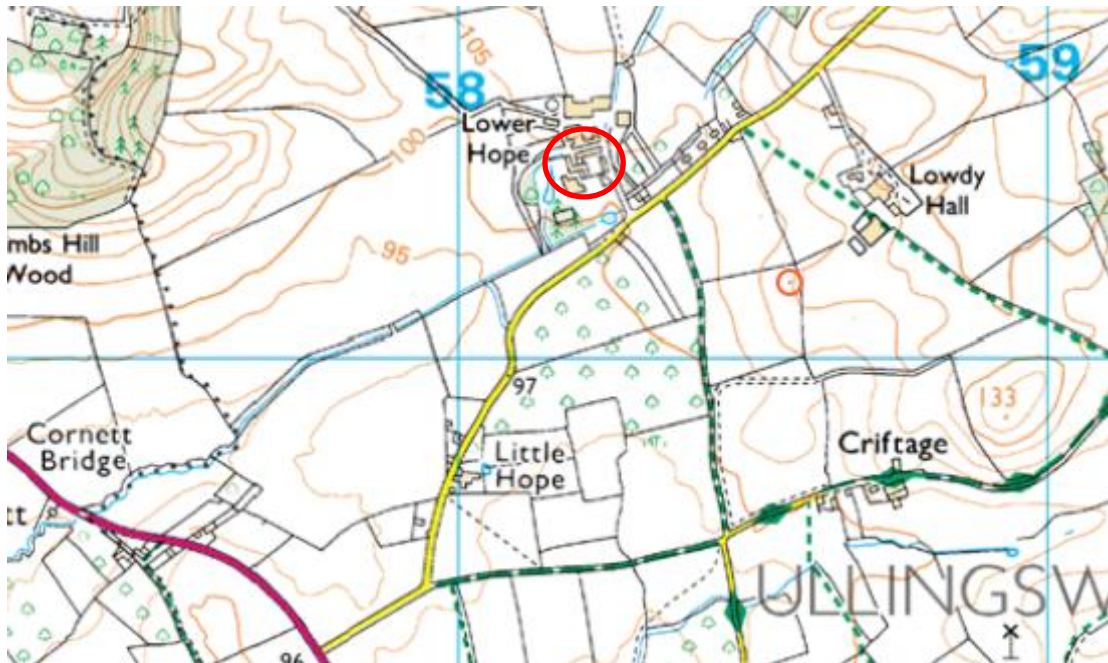 105
58
59
Lower
Hope
100
Lowdy
Hall
mbs Hill
Wood
95
97
133
Cornett
Bridge
Little
Hope
Criftage
tt
ULLINGSW
96